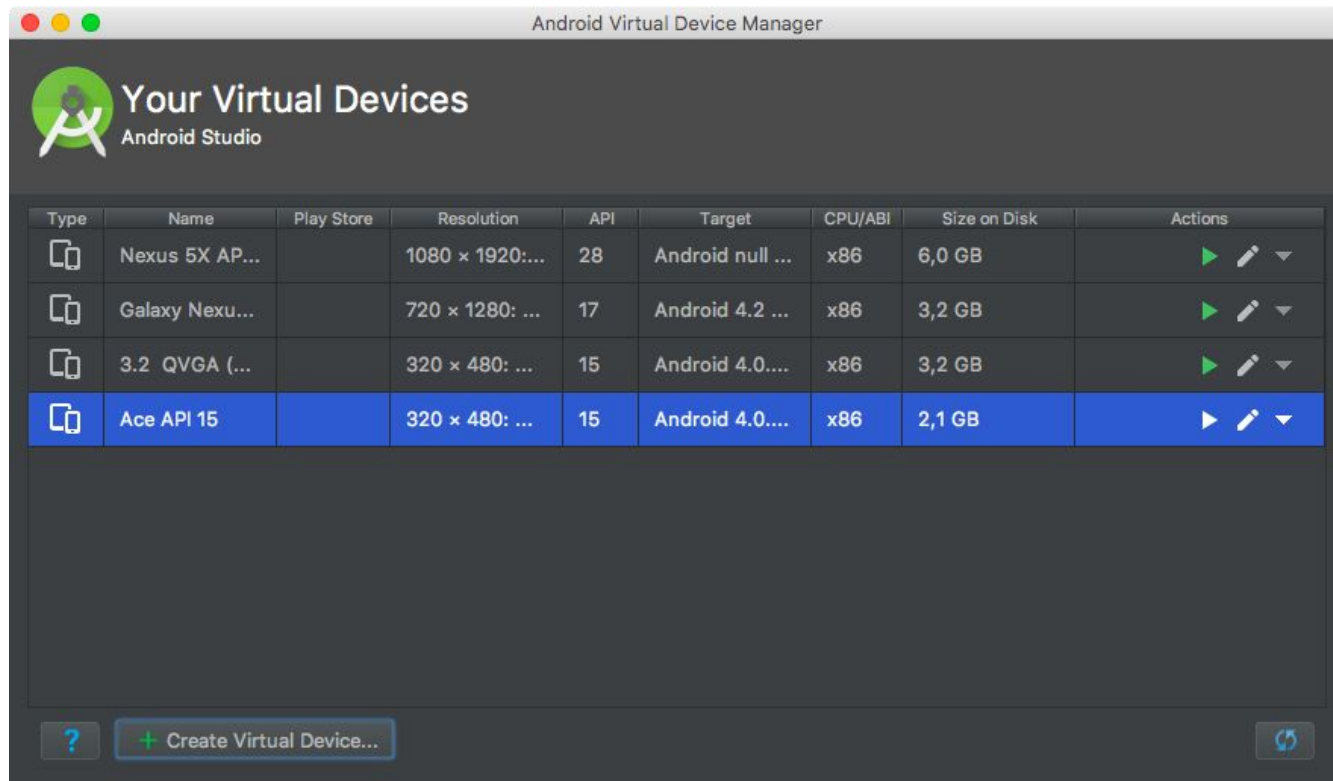 Android Virtual Device Manager
Your Virtual Devices
Android Studio
Type Name Play Store Resolution API Target CPU/ABI Size on Disk Actions
Nexus 5X AP... 1080 × 1920:... 28 Android null ... x86 6,0 GB
Galaxy Nexu... 720 × 1280: ... 17 Android 4.2 ... x86 3,2 GB
3.2 QVGA (... 320 × 480: ... 15 Android 4.0.... x86 3,2 GB
Ace API 15 320 × 480: ... 15 Android 4.0.... x86 2,1 GB
? + Create Virtual Device...